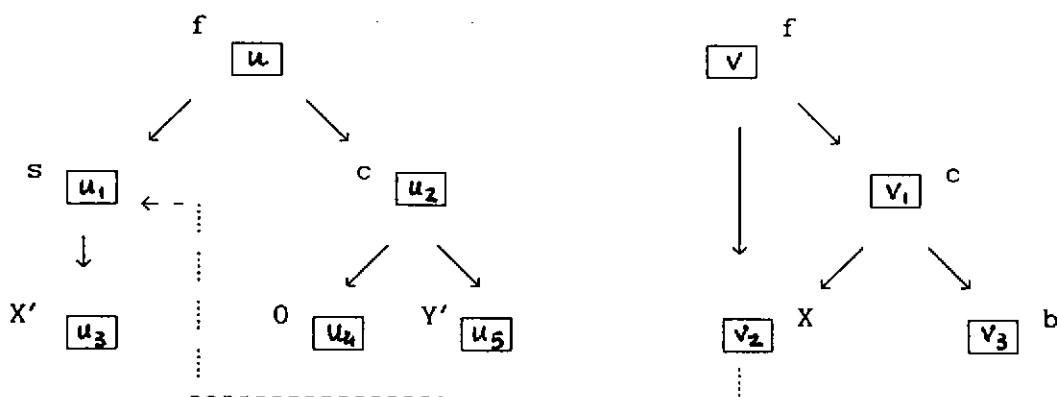 f f
u v
s c c
u₁ u₂ v₁
X' 0 Y' X b
u₃ u₄ u₅ v₂ v₃